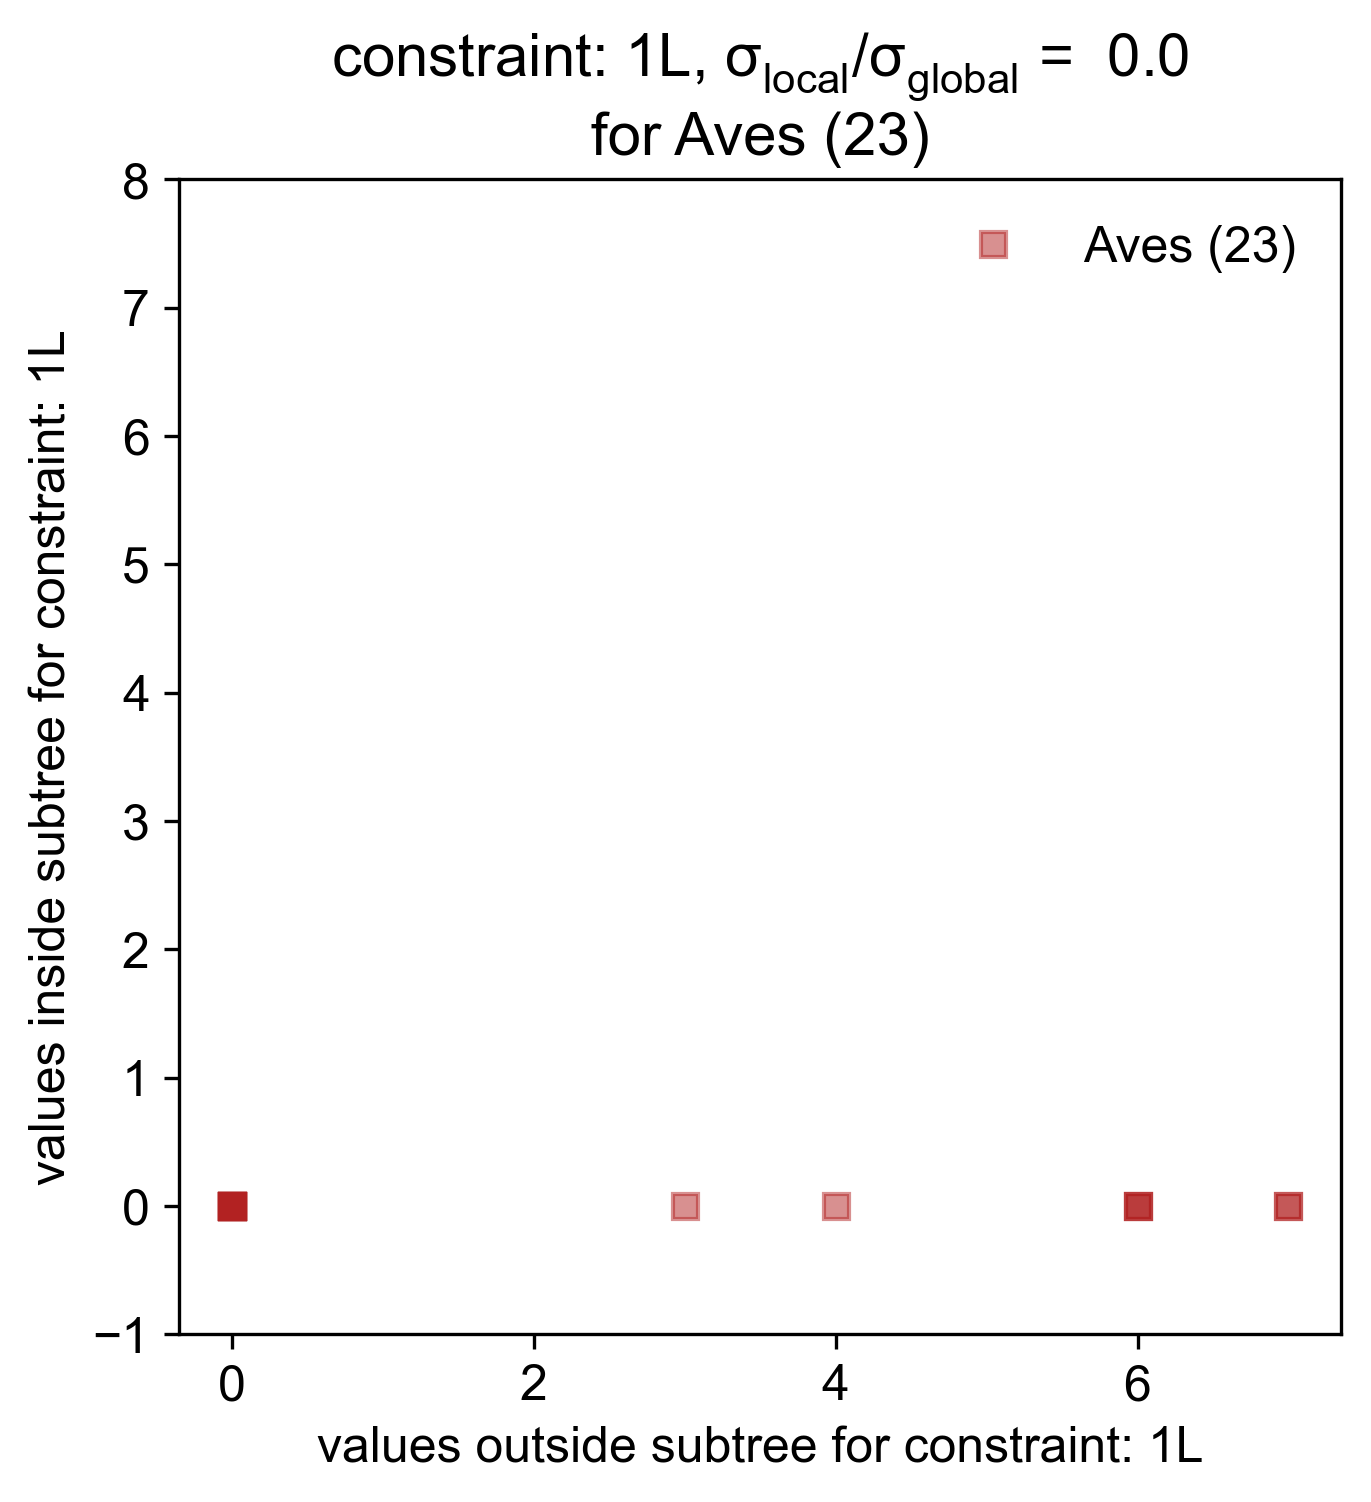 constraint: 1L, σlocal/σglobal = 0.0
for Aves (23)
Aves (23)
8
7
6
5
4
3
2
1
0
−1
values inside subtree for constraint: 1L
0 2 4 6
values outside subtree for constraint: 1L